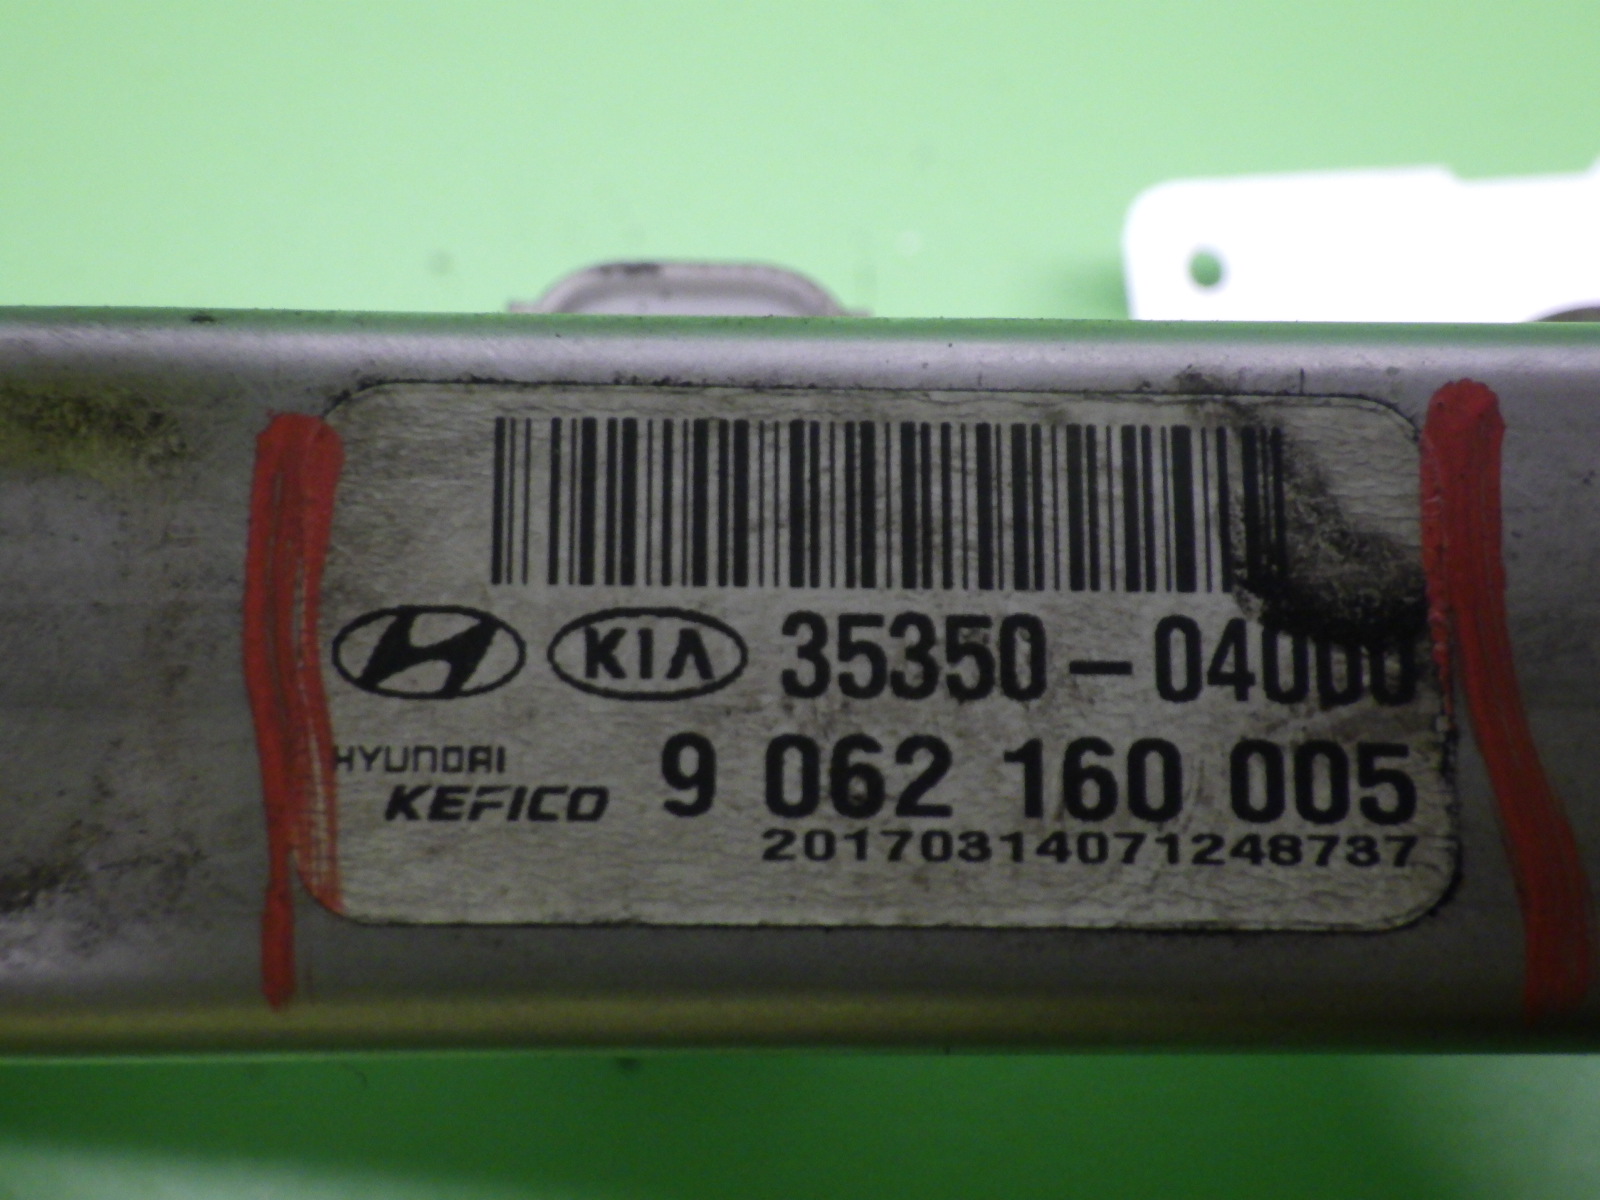 KIA 35350-04000
HYUNDAI
KEFICO 9 062 160 005
20170314071248737